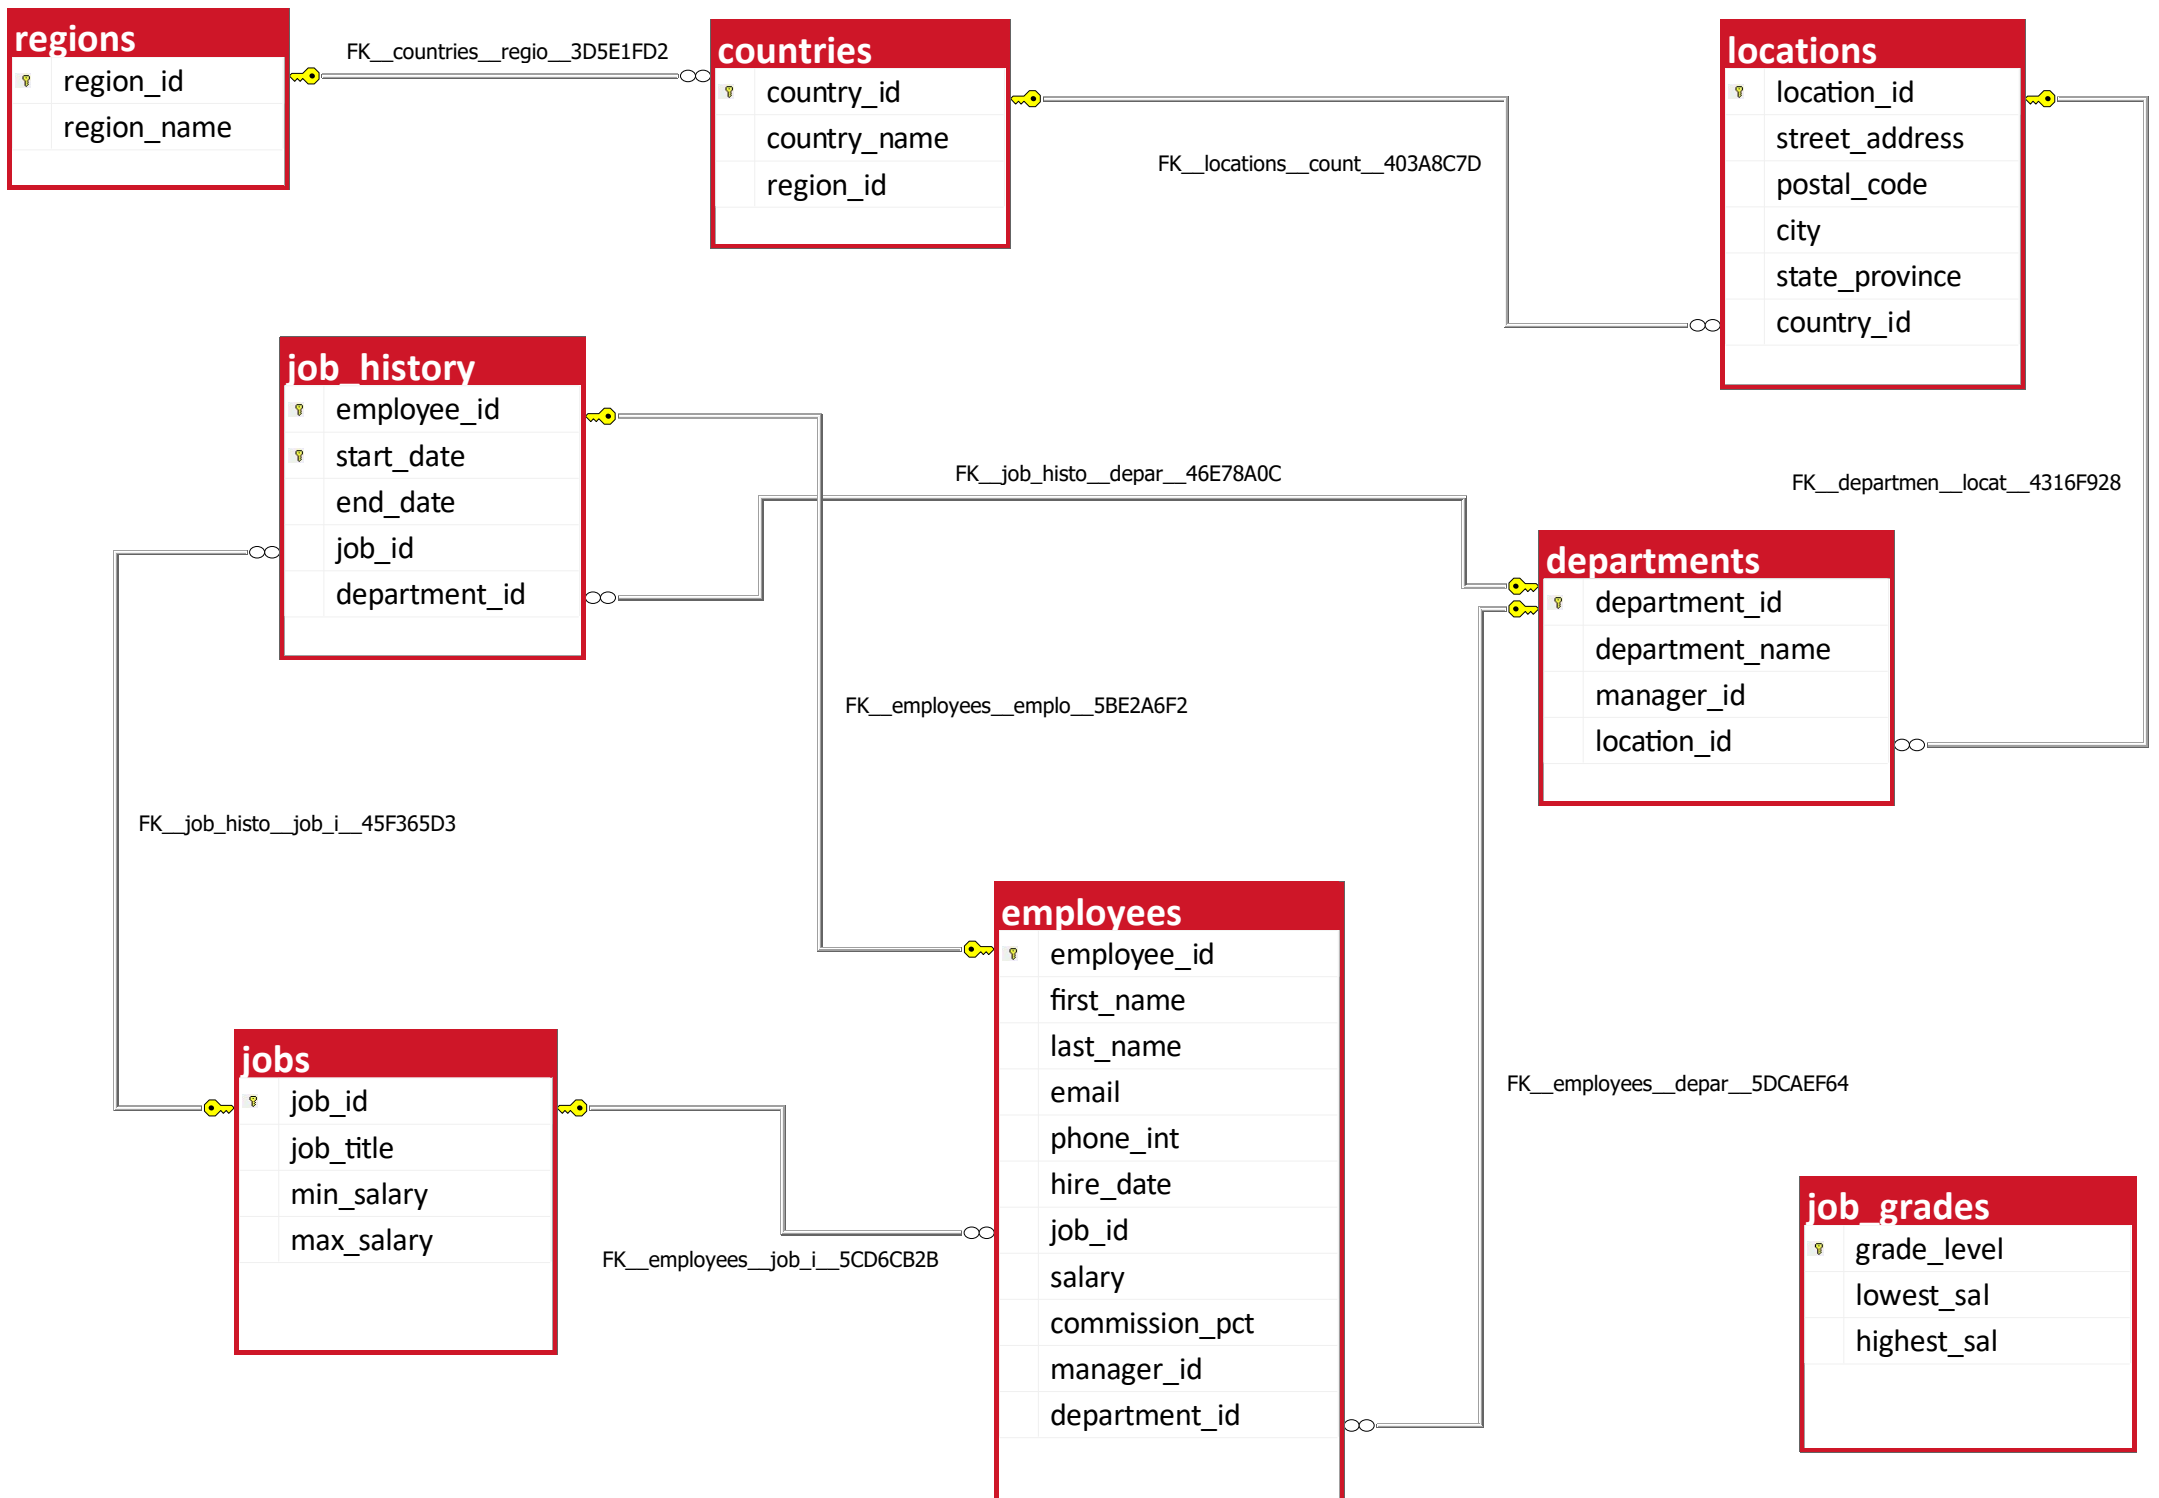 regions
region_id
region_name
FK__countries__regio__3D5E1FD2
countries
country_id
country_name
region_id
FK__locations__count__403A8C7D
locations
location_id
street_address
postal_code
city
state_province
country_id
job_history
employee_id
start_date
end_date
job_id
department_id
FK__job_histo__depar__46E78A0C
FK__departmen__locat__4316F928
departments
department_id
department_name
manager_id
location_id
FK__employees__emplo__5BE2A6F2
FK__job_histo__job_i__45F365D3
employees
employee_id
first_name
last_name
email
phone_int
hire_date
job_id
salary
commission_pct
manager_id
department_id
jobs
job_id
job_title
min_salary
max_salary
FK__employees__job_i__5CD6CB2B
FK__employees__depar__5DCAEF64
job_grades
grade_level
lowest_sal
highest_sal